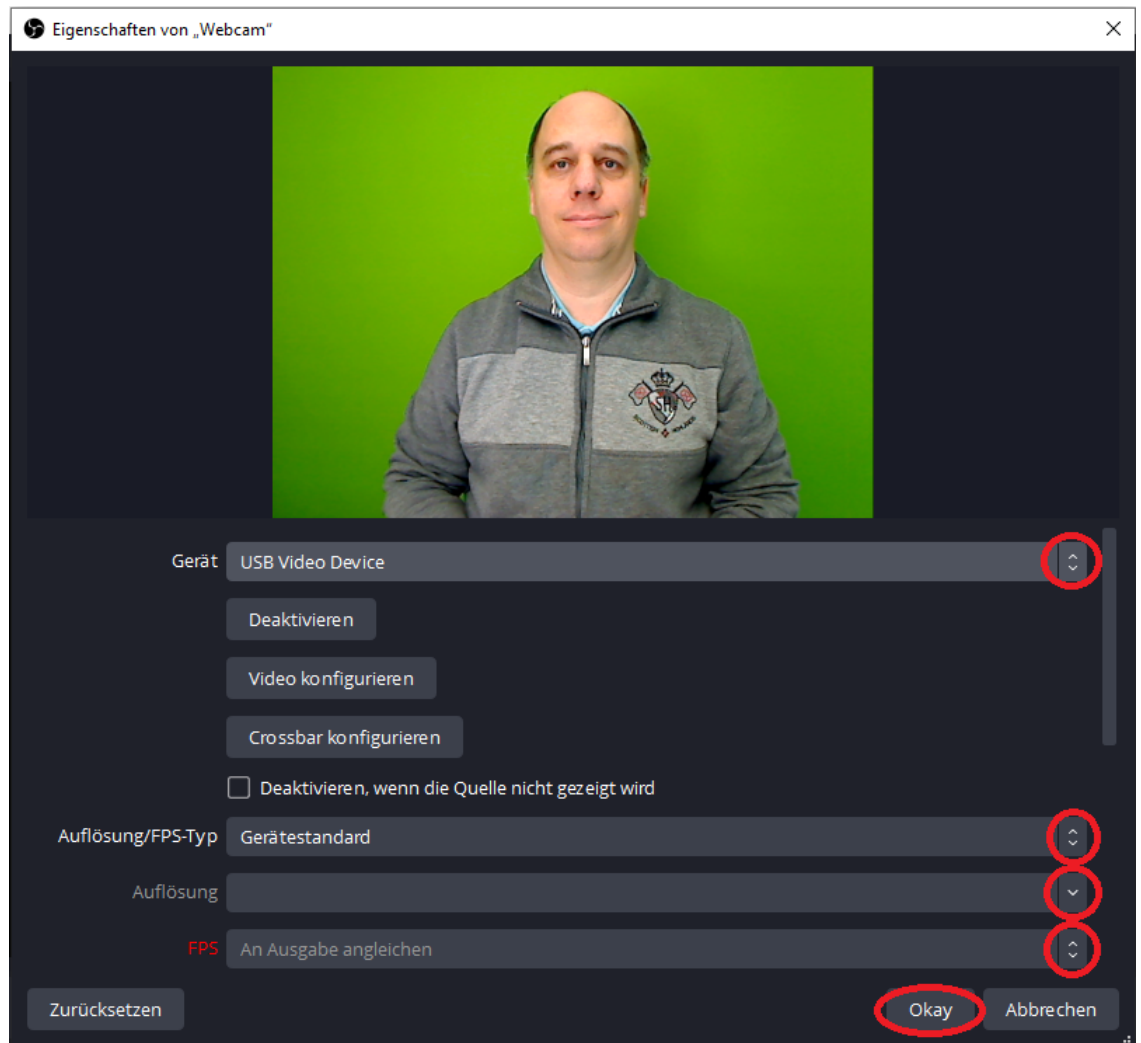 Eigenschaften von „Webcam“
SH
Gerät USB Video Device
Deaktivieren
Video konfigurieren
Crossbar konfigurieren
Deaktivieren, wenn die Quelle nicht gezeigt wird
Auflösung/FPS-Typ Gerätestandard
Auflösung
FPS An Ausgabe angleichen
Zurücksetzen Okay Abbrechen